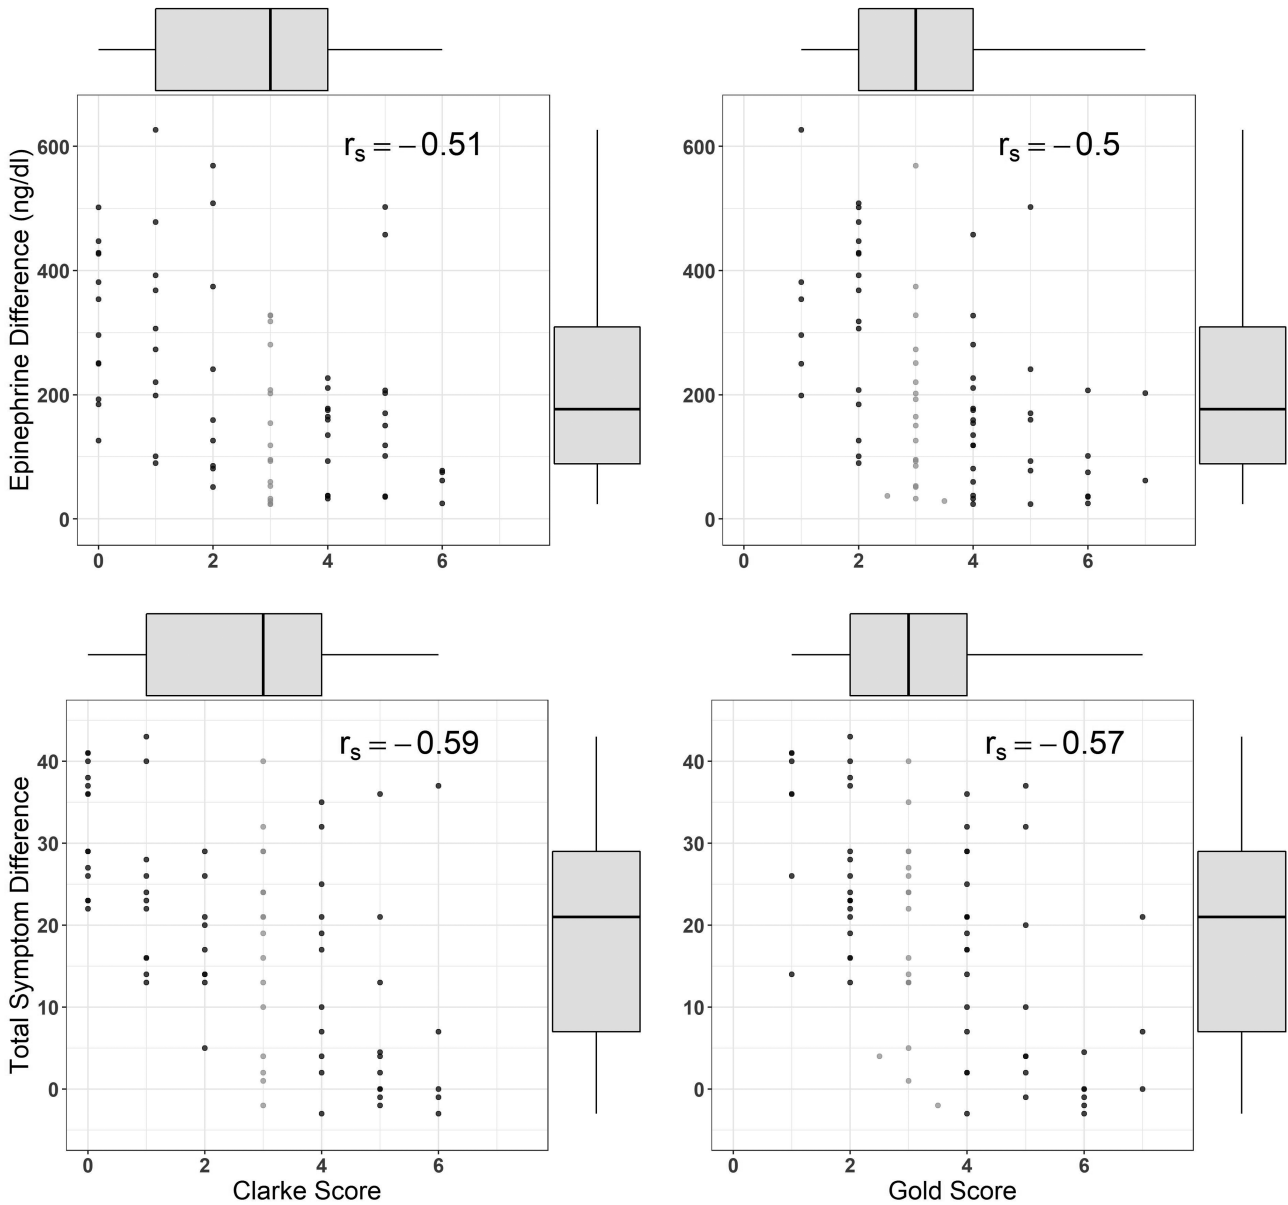 r_s = −0.51
Epinephrine Difference (ng/dl)
600
400
200
0
0 2 4 6
r_s = −0.5
600
400
200
0
0 2 4 6
r_s = −0.59
Total Symptom Difference
40
30
20
10
0
0 2 4 6
Clarke Score
r_s = −0.57
40
30
20
10
0
0 2 4 6
Gold Score